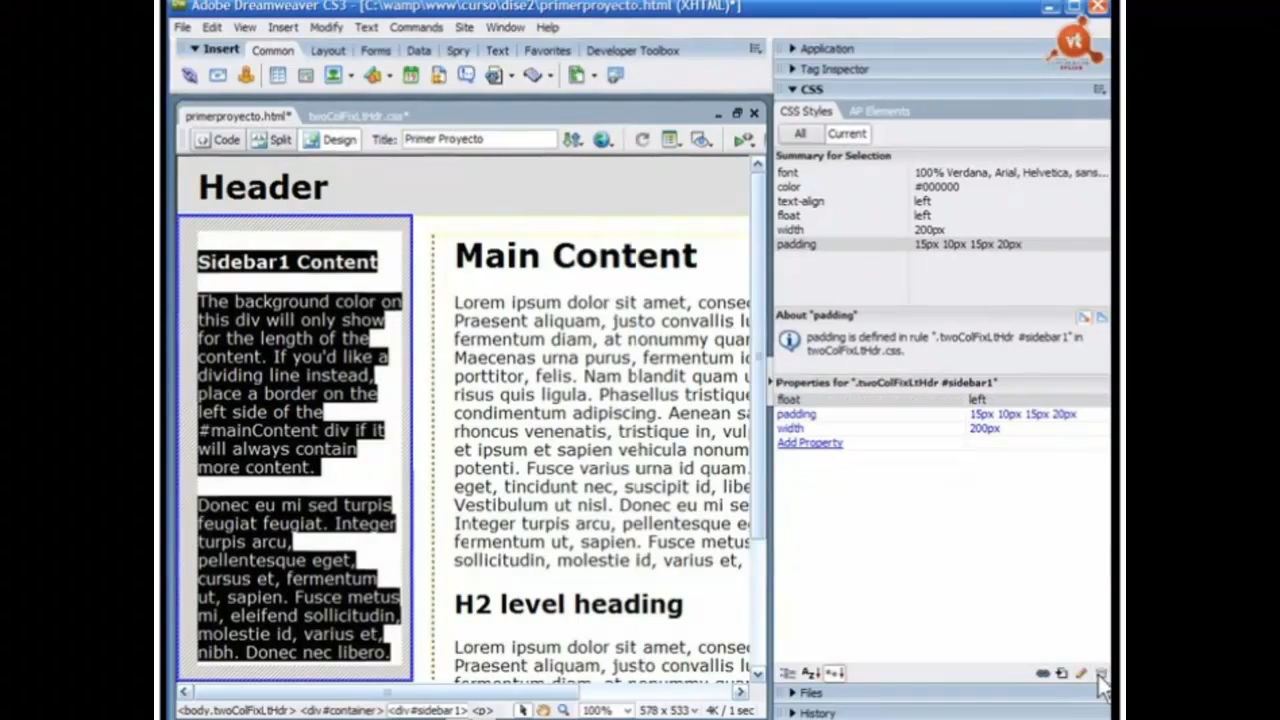 Adobe Dreamweaver CS3 - [C:\wamp\www\curso\dise2\primerproyecto.html (XHTML)*]
File Edit View Insert Modify Text Commands Site Window Help
Insert Common Layout Forms Data Spry Text Favorites Developer Toolbox
primerproyecto.html* twoColFixLtHdr.css*
Code Split Design Title: Primer Proyecto
Header
Sidebar1 Content
The background color on
this div will only show
for the length of the
content. If you'd like a
dividing line instead,
place a border on the
left side of the
#mainContent div if it
will always contain
more content.
Donec eu mi sed turpis
feugiat feugiat. Integer
turpis arcu,
pellentesque eget,
cursus et, fermentum
ut, sapien. Fusce metus
mi, eleifend sollicitudin,
molestie id, varius et,
nibh. Donec nec libero.
Main Content
Lorem ipsum dolor sit amet, consec
Praesent aliquam, justo convallis lu
fermentum diam, at nonummy quar
Maecenas urna purus, fermentum id
porttitor, felis. Nam blandit quam u
risus quis ligula. Phasellus tristique
condimentum adipiscing. Aenean sa
rhoncus venenatis, tristique in, vulp
et ipsum et sapien vehicula nonum
potenti. Fusce varius urna id quam.
eget, tincidunt nec, suscipit id, libe
Vestibulum ut nisl. Donec eu mi se
Integer turpis arcu, pellentesque e
fermentum ut, sapien. Fusce metus
sollicitudin, molestie id, varius et,
H2 level heading
Lorem ipsum dolor sit amet, consec
Praesent aliquam, justo convallis lu
<body.twoColFixLtHdr> <div#container> <div#sidebar1> <p> 100% 578 x 533 4K / 1 sec
vt
Application
Tag Inspector
CSS
CSS Styles AP Elements
All Current
Summary for Selection
font 100% Verdana, Arial, Helvetica, sans...
color #000000
text-align left
float left
width 200px
padding 15px 10px 15px 20px
About "padding"
padding is defined in rule ".twoColFixLtHdr #sidebar1" in
twoColFixLtHdr.css.
Properties for ".twoColFixLtHdr #sidebar1"
float left
padding 15px 10px 15px 20px
width 200px
Add Property
Files
History